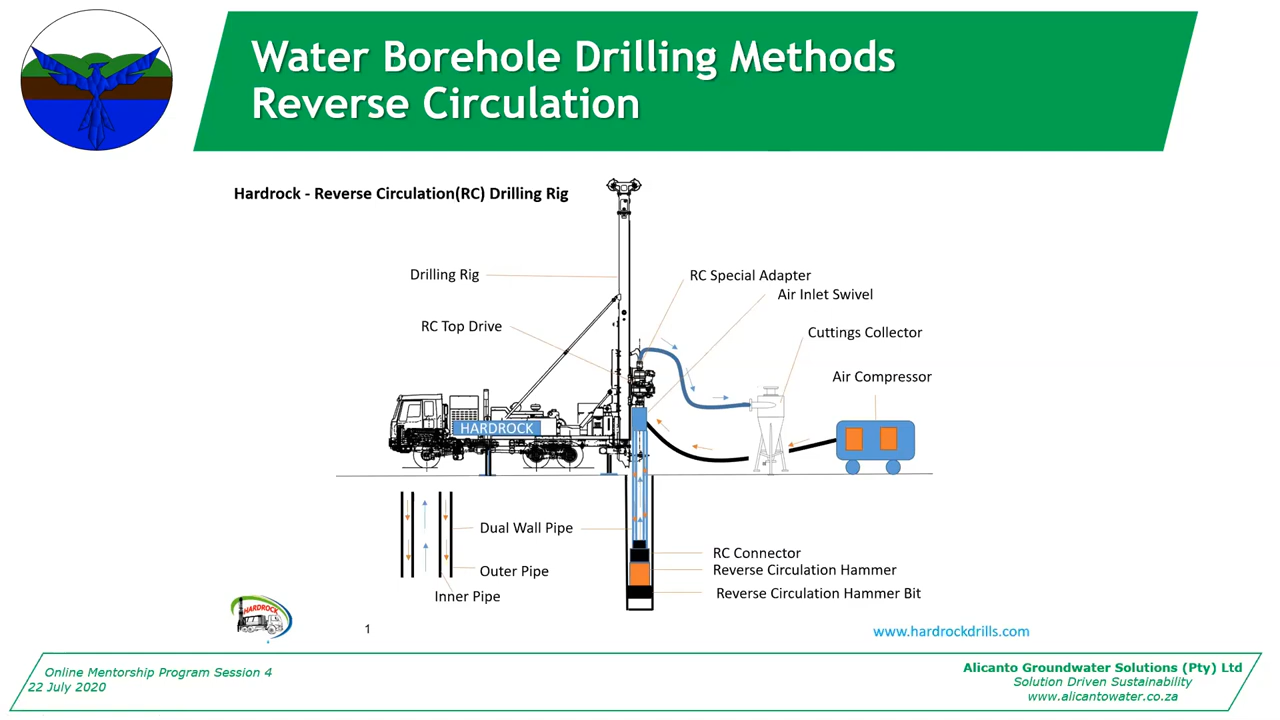 Water Borehole Drilling Methods
Reverse Circulation
Hardrock - Reverse Circulation(RC) Drilling Rig
Drilling Rig
RC Special Adapter
Air Inlet Swivel
RC Top Drive
Cuttings Collector
Air Compressor
HARDROCK
Dual Wall Pipe
Outer Pipe
Inner Pipe
RC Connector
Reverse Circulation Hammer
Reverse Circulation Hammer Bit
HARDROCK
1
www.hardrockdrills.com
Online Mentorship Program Session 4
22 July 2020
Alicanto Groundwater Solutions (Pty) Ltd
Solution Driven Sustainability
www.alicantowater.co.za